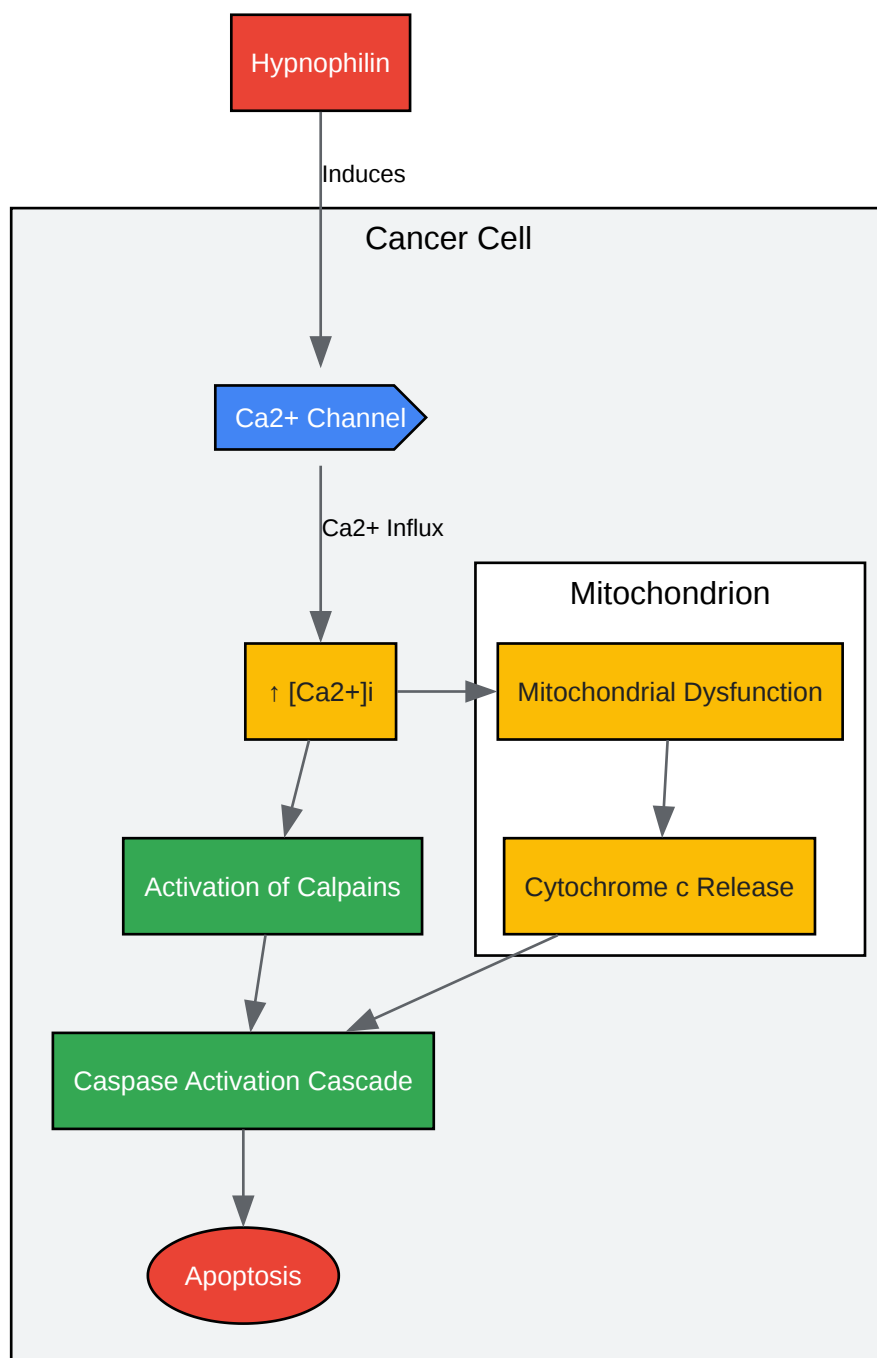 Hypnophilin
Induces
Cancer Cell
Ca2+ Channel
Ca2+ Influx
Mitochondrion
↑ [Ca2+]i
Mitochondrial Dysfunction
Activation of Calpains
Cytochrome c Release
Caspase Activation Cascade
Apoptosis